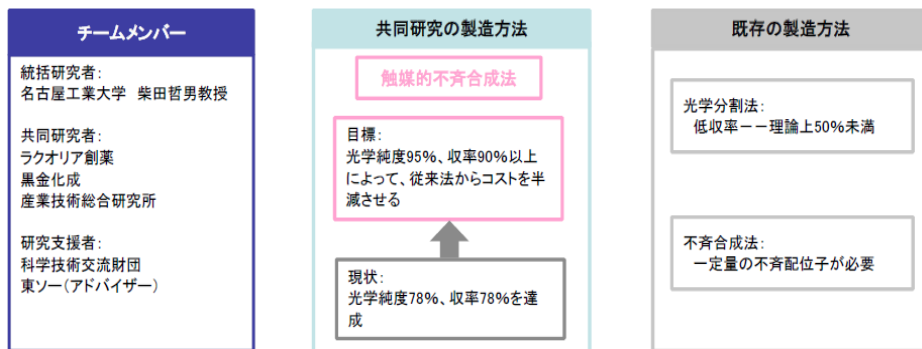 チームメンバー
統括研究者：
名古屋工業大学　柴田哲男教授
共同研究者：
ラクオリア創薬
黒金化成
産業技術総合研究所
研究支援者：
科学技術交流財団
東ソー（アドバイザー）
共同研究の製造方法
触媒的不斉合成法
目標：
光学純度95%、収率90%以上
によって、従来法からコストを半
減させる
現状：
光学純度78%、収率78%を達
成
既存の製造方法
光学分割法：
低収率ーー理論上50%未満
不斉合成法：
一定量の不斉配位子が必要